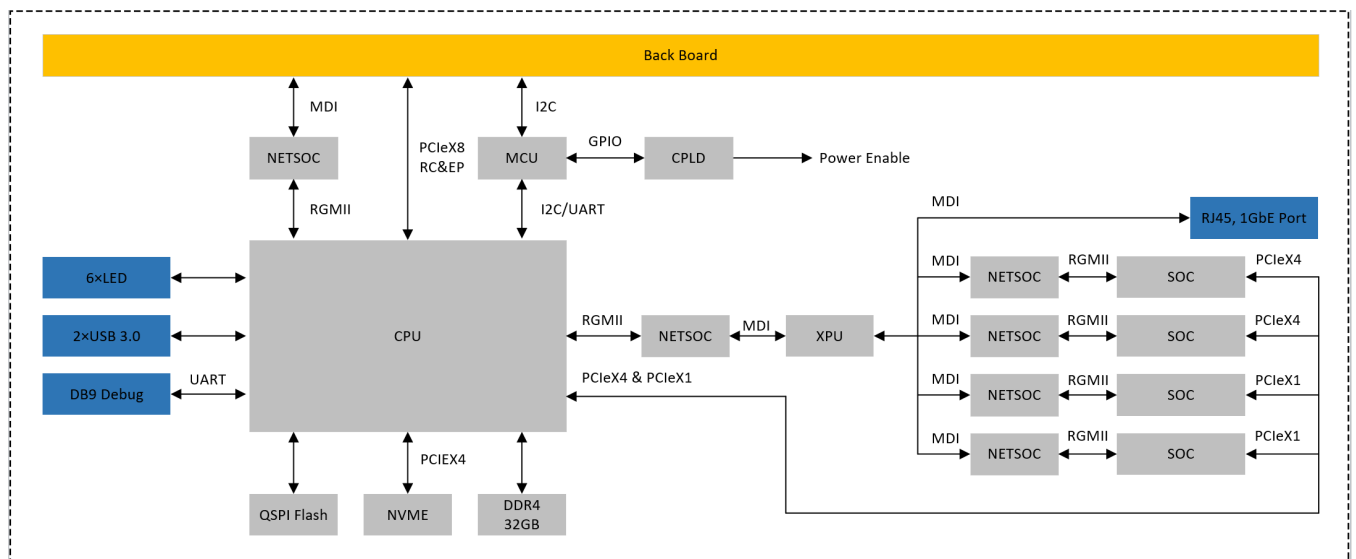 Back Board
MDI
I2C
PCIeX8
RC&EP
GPIO
NETSOC
MCU
CPLD
Power Enable
RGMII
I2C/UART
MDI
RJ45, 1GbE Port
6×LED
2×USB 3.0
DB9 Debug
UART
CPU
RGMII
NETSOC
MDI
XPU
PCIeX4 & PCIeX1
MDI
NETSOC
RGMII
SOC
PCIeX4
MDI
NETSOC
RGMII
SOC
PCIeX4
MDI
NETSOC
RGMII
SOC
PCIeX1
MDI
NETSOC
RGMII
SOC
PCIeX1
PCIEX4
QSPI Flash
NVME
DDR4
32GB